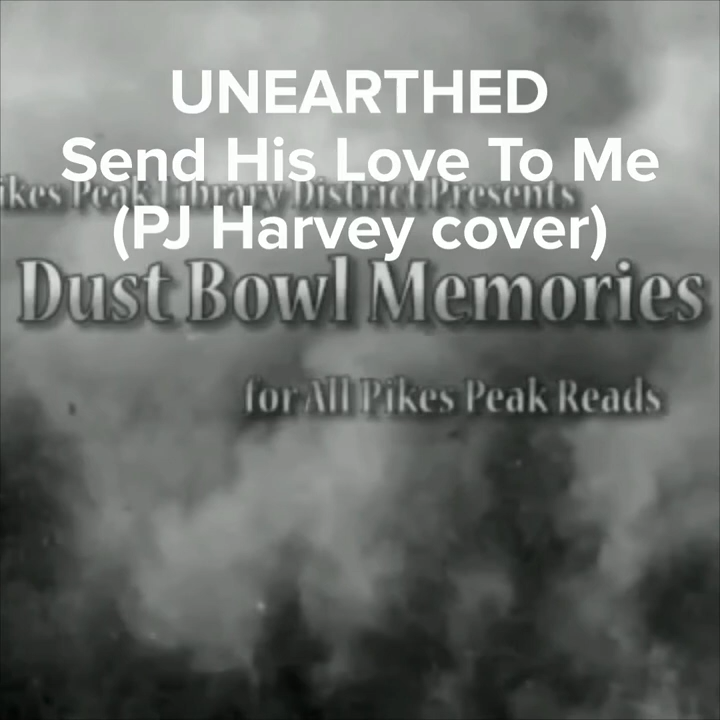 UNEARTHED
Send His Love To Me
ikes Peak Library District Presents
(PJ Harvey cover)
Dust Bowl Memories
for All Pikes Peak Reads